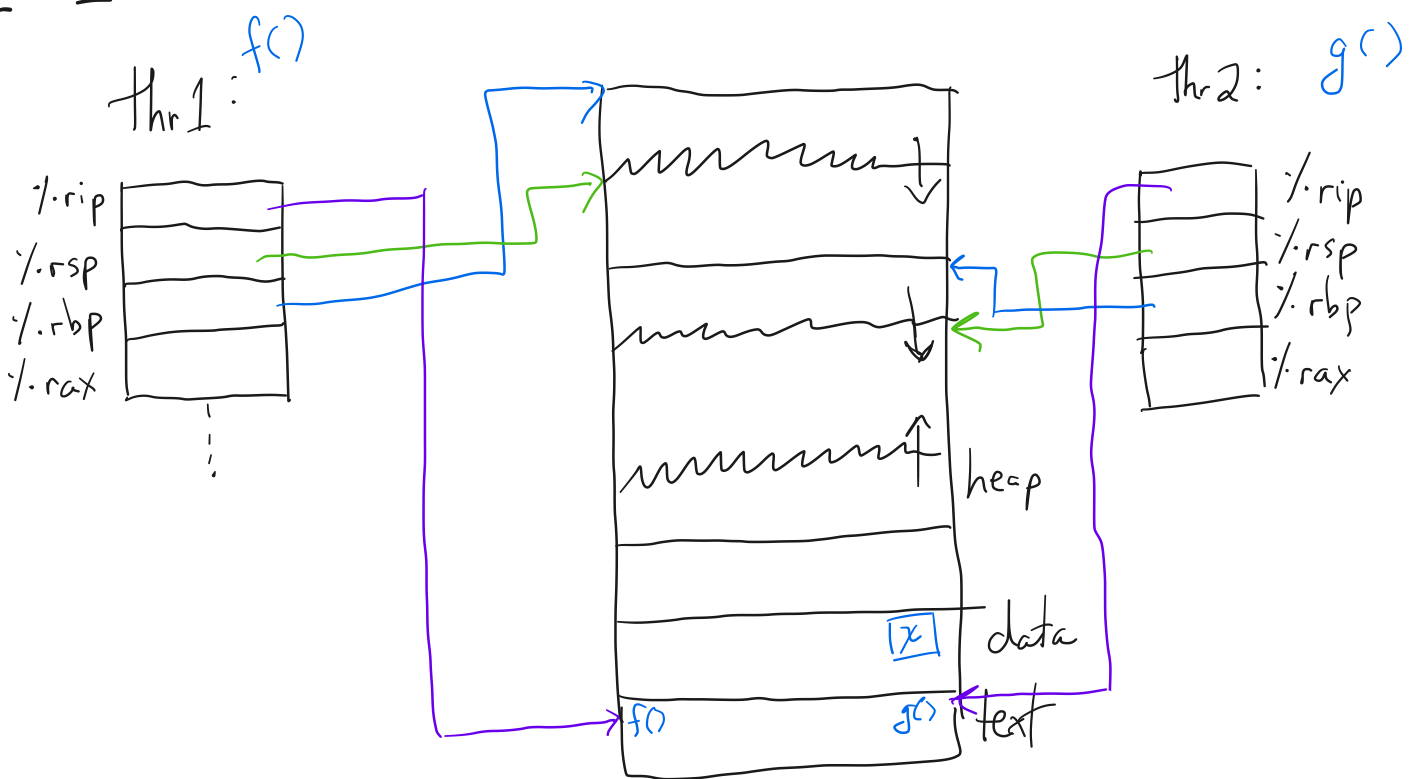 thr1: f()
thr2: g()
%rip
%rsp
%rbp
%rax
%rip
%rsp
%rbp
%rax
heap
x
data
f()
g()
text